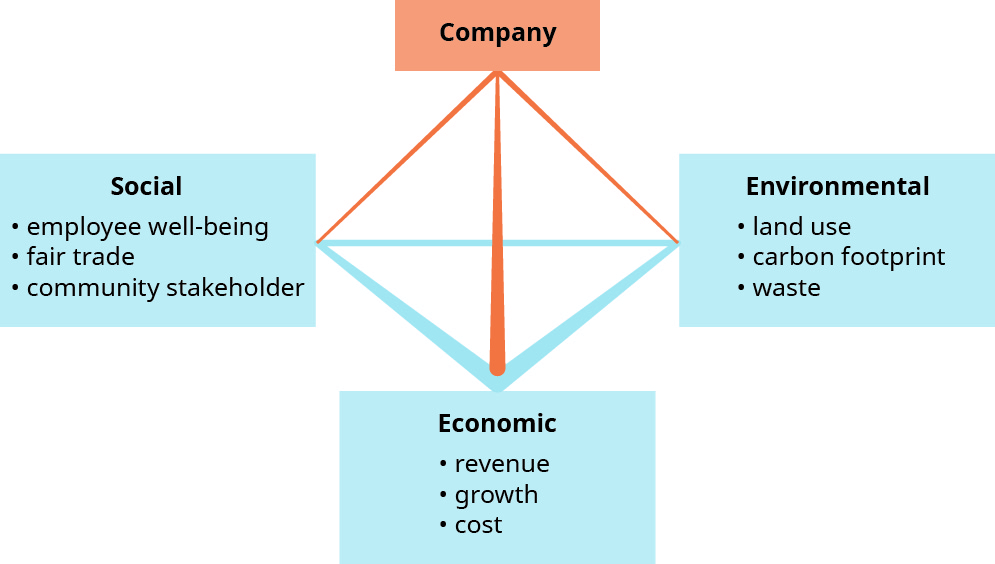 Company
Social
• employee well-being
• fair trade
• community stakeholder
Environmental
• land use
• carbon footprint
• waste
Economic
• revenue
• growth
• cost